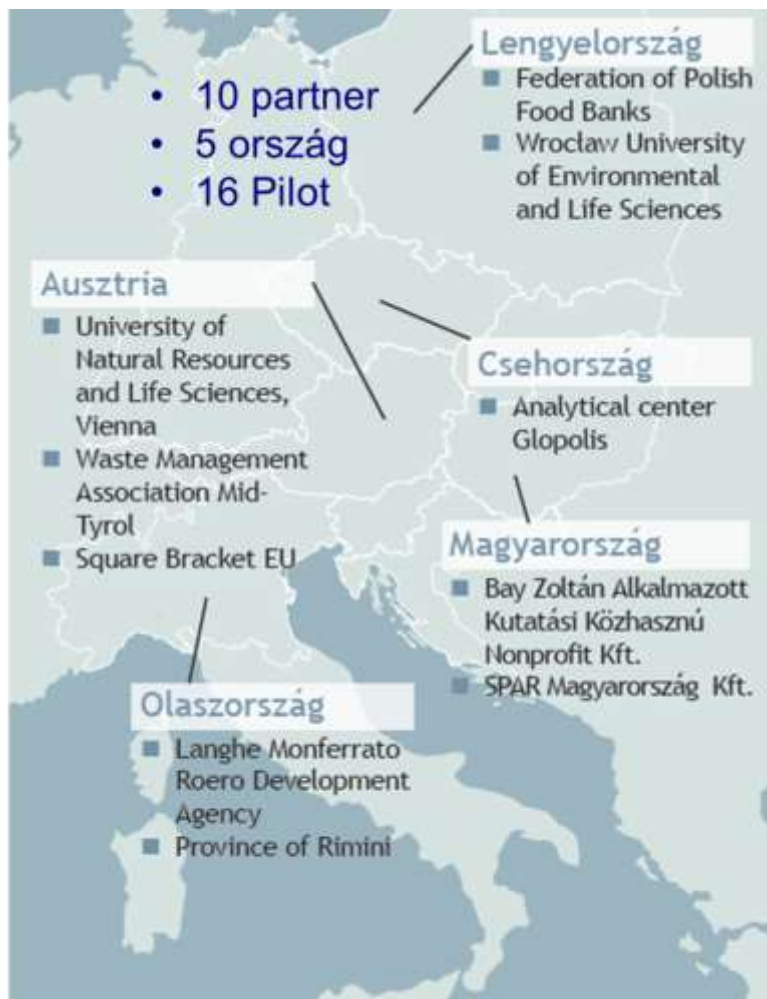 • 10 partner
• 5 ország
• 16 Pilot
Lengyelország
Federation of Polish
Food Banks
Wrocław University
of Environmental
and Life Sciences
Ausztria
University of
Natural Resources
and Life Sciences,
Vienna
Waste Management
Association Mid-
Tyrol
Square Bracket EU
Csehország
Analytical center
Glopolis
Magyarország
Bay Zoltán Alkalmazott
Kutatási Közhasznú
Nonprofit Kft.
SPAR Magyarország Kft.
Olaszország
Langhe Monferrato
Roero Development
Agency
Province of Rimini